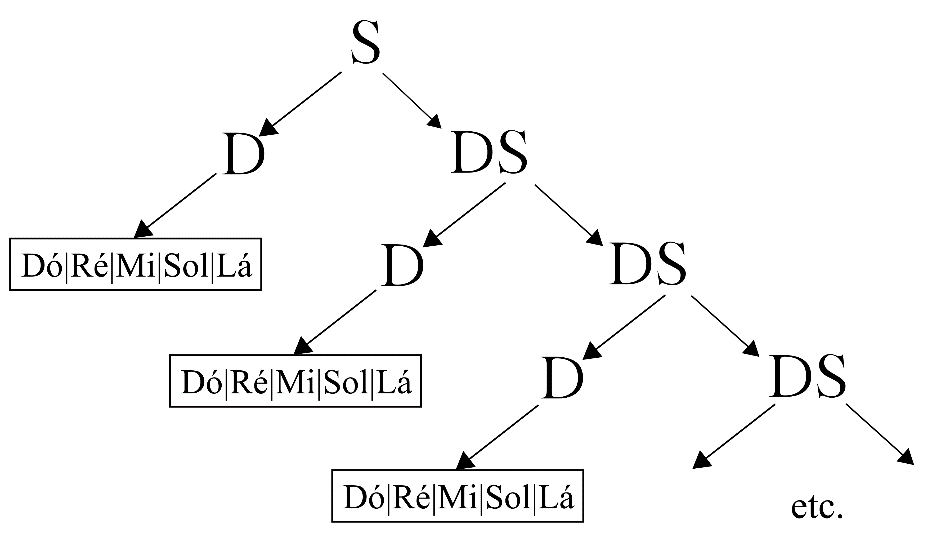 S
D DS
Dó|Ré|Mi|Sol|Lá D DS
Dó|Ré|Mi|Sol|Lá D DS
Dó|Ré|Mi|Sol|Lá etc.